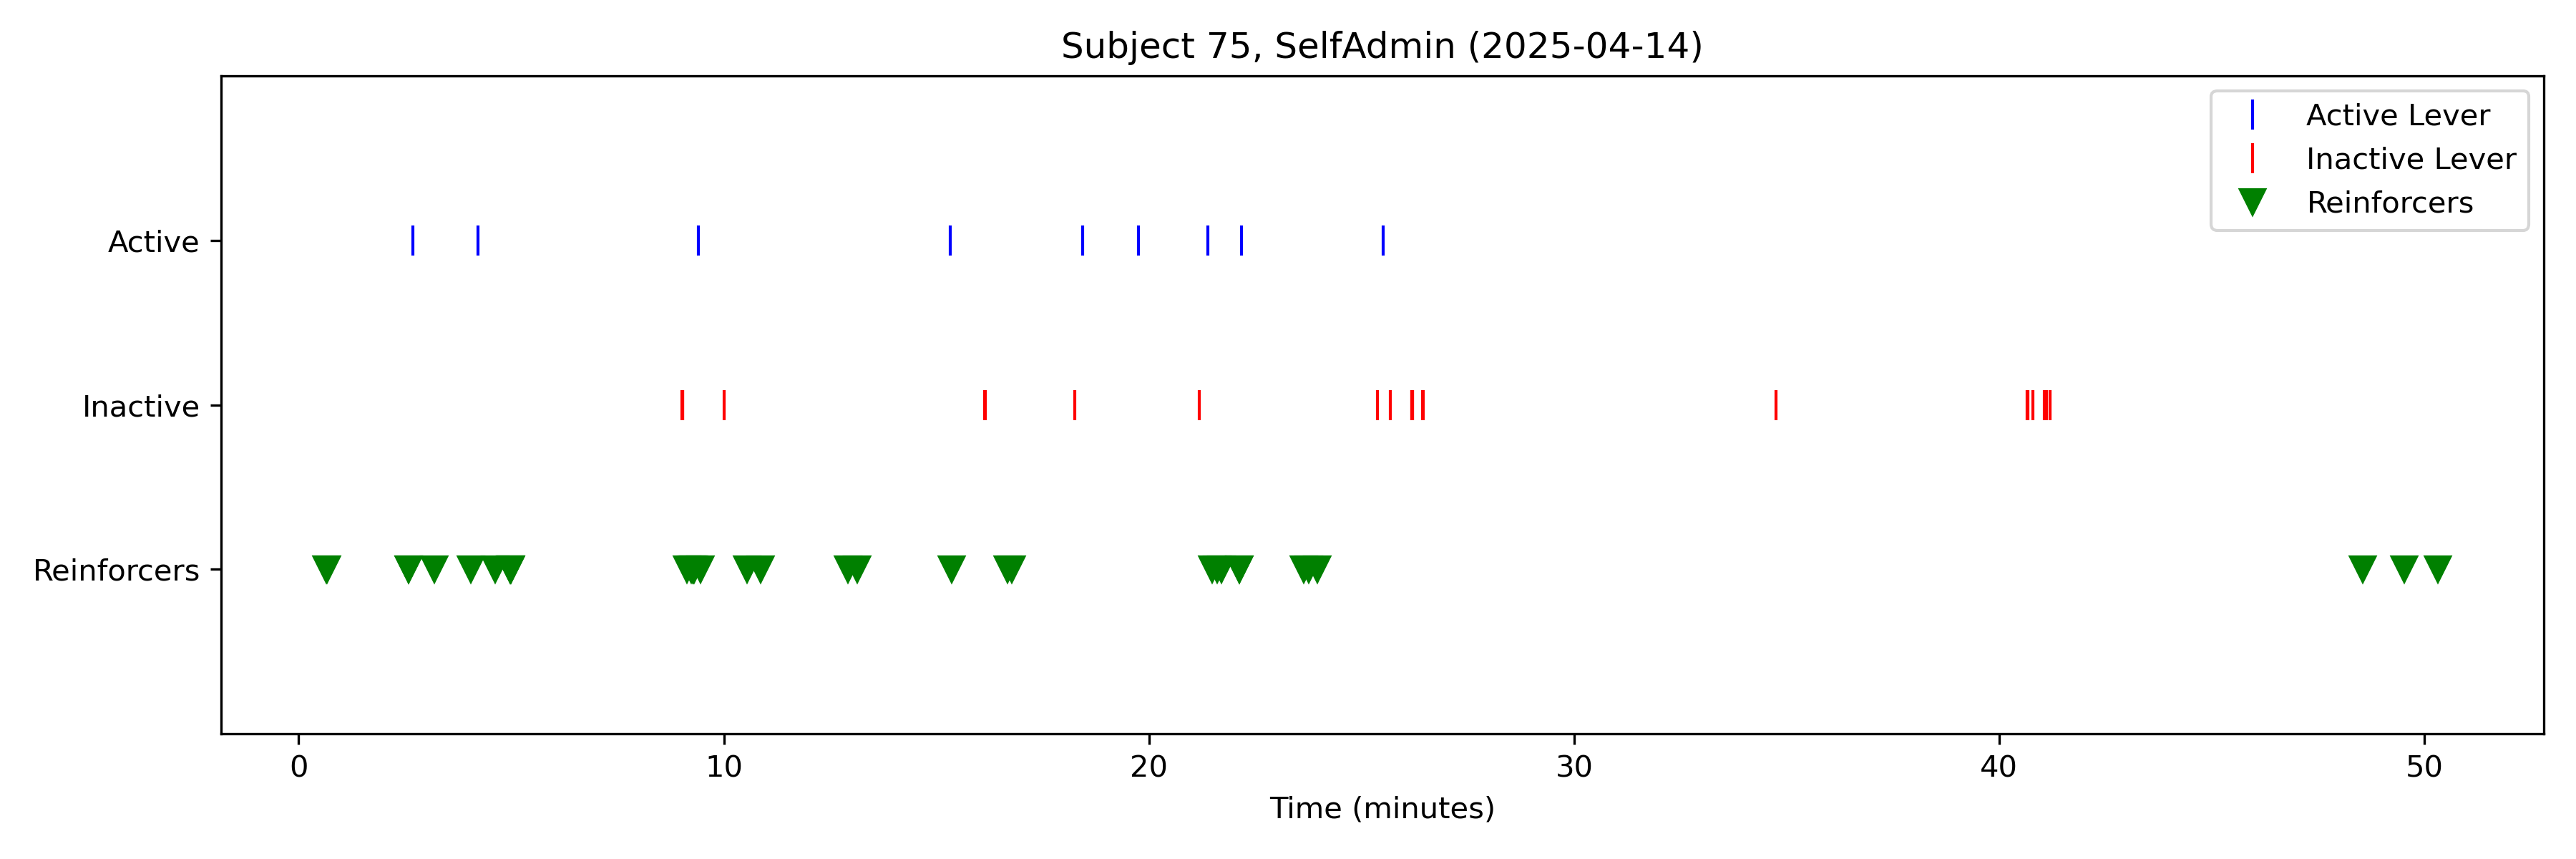 Subject 75, SelfAdmin (2025-04-14)
Active Lever
Inactive Lever
Reinforcers
Active
Inactive
Reinforcers
0 10 20 30 40 50
Time (minutes)